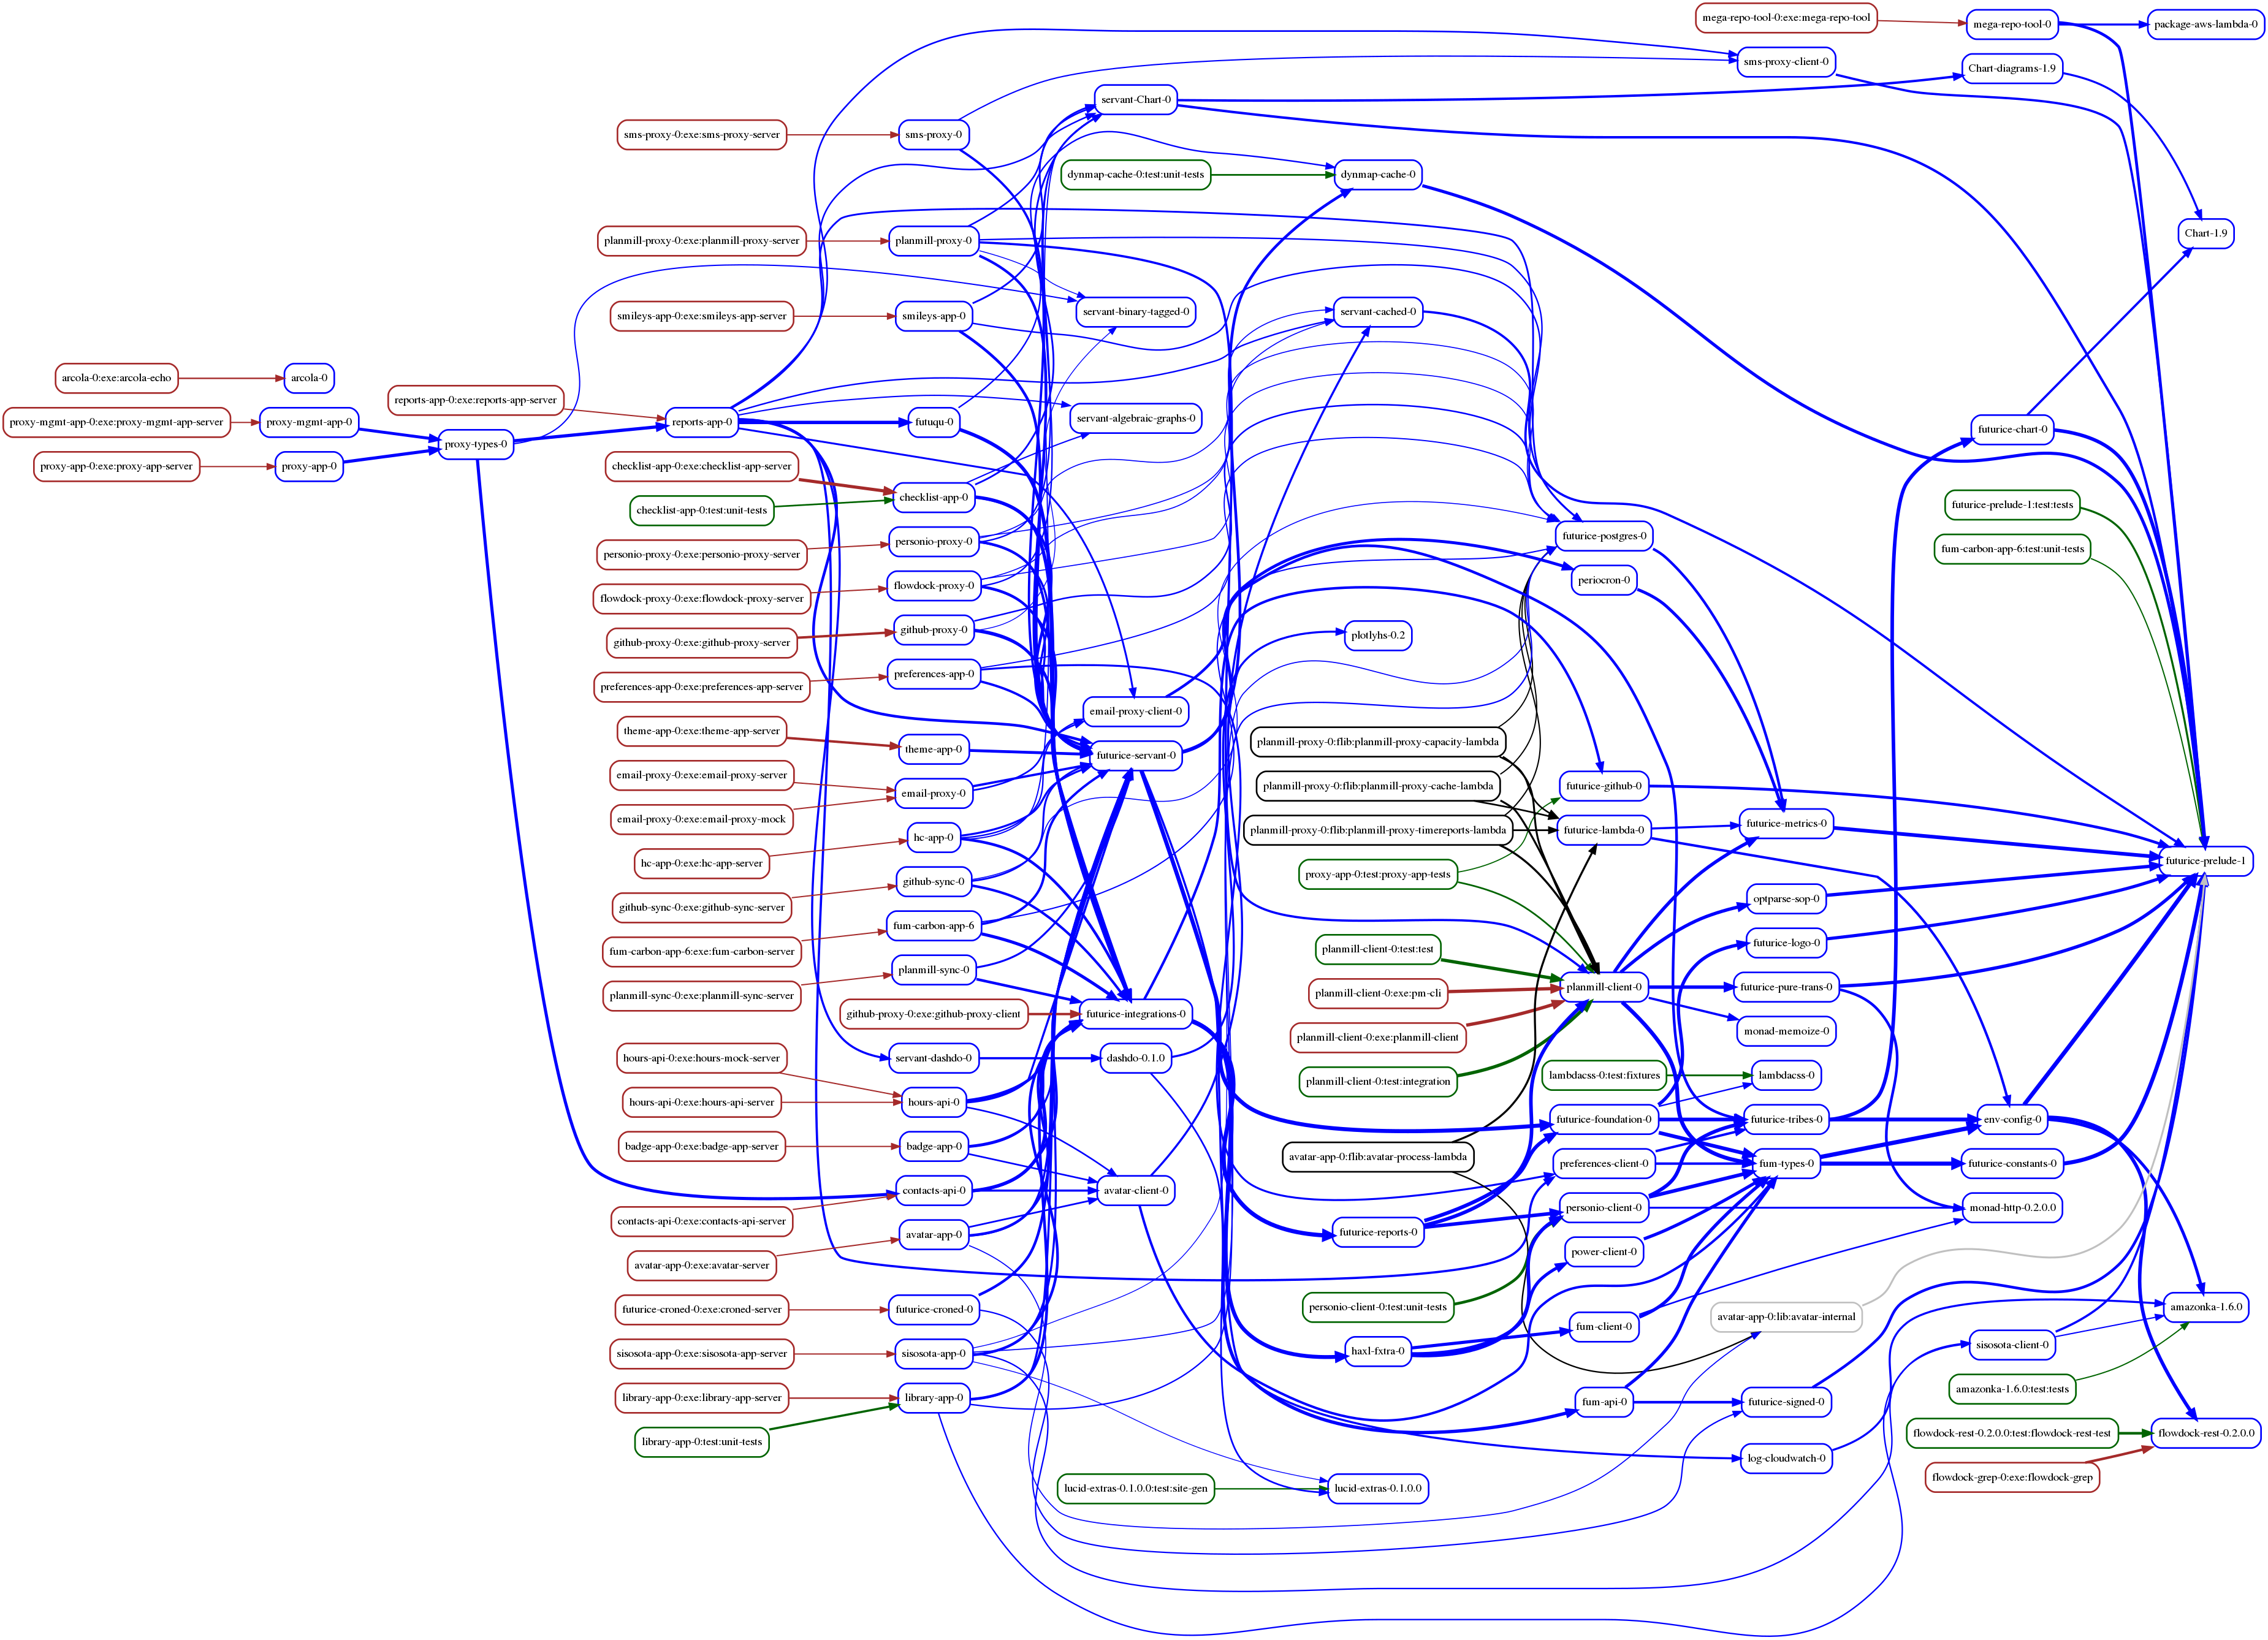 mega-repo-tool-0:exe:mega-repo-tool
mega-repo-tool-0
package-aws-lambda-0
sms-proxy-client-0
Chart-diagrams-1.9
servant-Chart-0
sms-proxy-0:exe:sms-proxy-server
sms-proxy-0
dynmap-cache-0:test:unit-tests
dynmap-cache-0
Chart-1.9
planmill-proxy-0:exe:planmill-proxy-server
planmill-proxy-0
servant-binary-tagged-0
servant-cached-0
smileys-app-0:exe:smileys-app-server
smileys-app-0
arcola-0:exe:arcola-echo
arcola-0
reports-app-0:exe:reports-app-server
proxy-mgmt-app-0:exe:proxy-mgmt-app-server
proxy-mgmt-app-0
reports-app-0
futuqu-0
servant-algebraic-graphs-0
futurice-chart-0
proxy-types-0
proxy-app-0:exe:proxy-app-server
proxy-app-0
checklist-app-0:exe:checklist-app-server
checklist-app-0
checklist-app-0:test:unit-tests
futurice-prelude-1:test:tests
personio-proxy-0
futurice-postgres-0
personio-proxy-0:exe:personio-proxy-server
fum-carbon-app-6:test:unit-tests
flowdock-proxy-0
periocron-0
flowdock-proxy-0:exe:flowdock-proxy-server
github-proxy-0
github-proxy-0:exe:github-proxy-server
plotlyhs-0.2
preferences-app-0
preferences-app-0:exe:preferences-app-server
email-proxy-client-0
theme-app-0:exe:theme-app-server
theme-app-0
futurice-servant-0
planmill-proxy-0:flib:planmill-proxy-capacity-lambda
email-proxy-0:exe:email-proxy-server
email-proxy-0
planmill-proxy-0:flib:planmill-proxy-cache-lambda
futurice-github-0
email-proxy-0:exe:email-proxy-mock
planmill-proxy-0:flib:planmill-proxy-timereports-lambda
futurice-lambda-0
futurice-metrics-0
hc-app-0
hc-app-0:exe:hc-app-server
futurice-prelude-1
github-sync-0
proxy-app-0:test:proxy-app-tests
github-sync-0:exe:github-sync-server
optparse-sop-0
fum-carbon-app-6
fum-carbon-app-6:exe:fum-carbon-server
planmill-client-0:test:test
futurice-logo-0
planmill-sync-0
planmill-sync-0:exe:planmill-sync-server
planmill-client-0:exe:pm-cli
planmill-client-0
futurice-pure-trans-0
github-proxy-0:exe:github-proxy-client
futurice-integrations-0
planmill-client-0:exe:planmill-client
monad-memoize-0
hours-api-0:exe:hours-mock-server
servant-dashdo-0
dashdo-0.1.0
planmill-client-0:test:integration
lambdacss-0:test:fixtures
lambdacss-0
hours-api-0:exe:hours-api-server
hours-api-0
futurice-foundation-0
futurice-tribes-0
env-config-0
badge-app-0:exe:badge-app-server
badge-app-0
avatar-app-0:flib:avatar-process-lambda
preferences-client-0
fum-types-0
futurice-constants-0
contacts-api-0
avatar-client-0
contacts-api-0:exe:contacts-api-server
personio-client-0
monad-http-0.2.0.0
avatar-app-0
futurice-reports-0
power-client-0
avatar-app-0:exe:avatar-server
futurice-croned-0:exe:croned-server
futurice-croned-0
personio-client-0:test:unit-tests
avatar-app-0:lib:avatar-internal
amazonka-1.6.0
fum-client-0
sisosota-client-0
sisosota-app-0:exe:sisosota-app-server
sisosota-app-0
haxl-fxtra-0
library-app-0:exe:library-app-server
library-app-0
fum-api-0
futurice-signed-0
amazonka-1.6.0:test:tests
library-app-0:test:unit-tests
flowdock-rest-0.2.0.0:test:flowdock-rest-test
flowdock-rest-0.2.0.0
log-cloudwatch-0
flowdock-grep-0:exe:flowdock-grep
lucid-extras-0.1.0.0:test:site-gen
lucid-extras-0.1.0.0